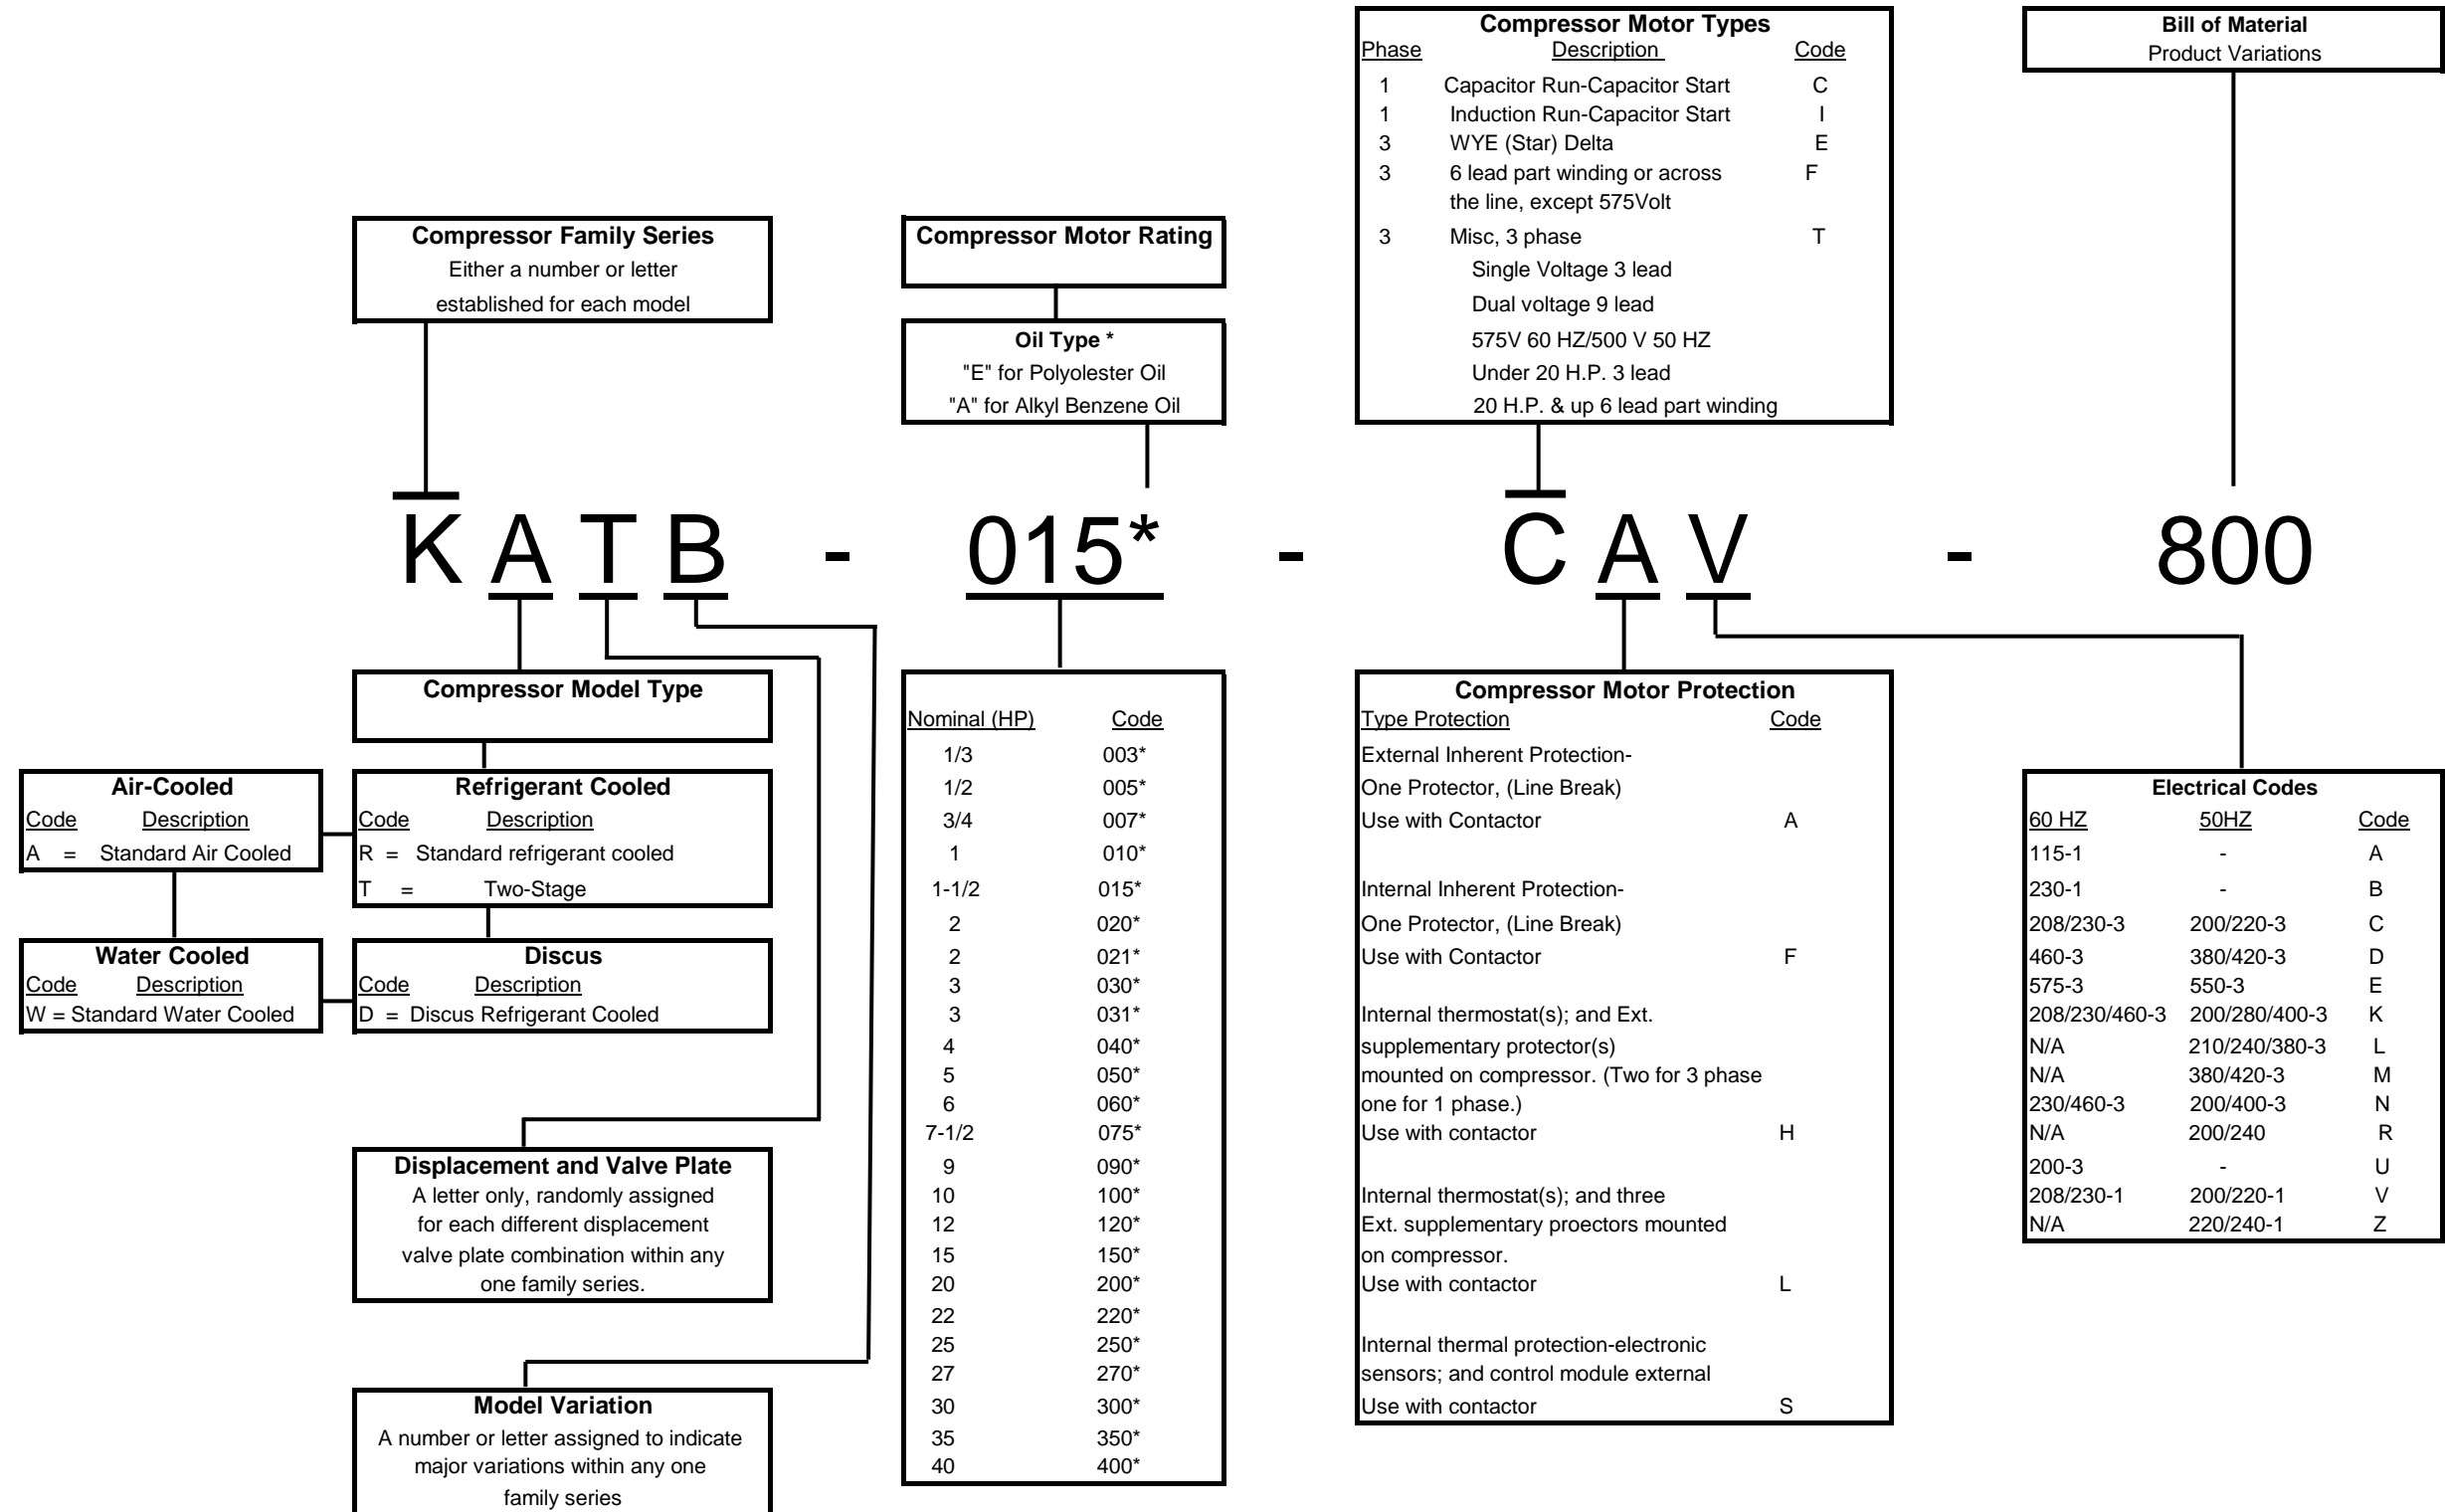 Compressor Motor Types
Phase Description Code
1 Capacitor Run-Capacitor Start C
1 Induction Run-Capacitor Start I
3 WYE (Star) Delta E
3 6 lead part winding or across F
the line, except 575Volt
3 Misc, 3 phase T
Single Voltage 3 lead
Dual voltage 9 lead
575V 60 HZ/500 V 50 HZ
Under 20 H.P. 3 lead
20 H.P. & up 6 lead part winding
Bill of Material
Product Variations
Compressor Family Series
Either a number or letter
established for each model
Compressor Motor Rating
Oil Type *
"E" for Polyolester Oil
"A" for Alkyl Benzene Oil
K A T B - 015* - C A V - 800
Compressor Model Type
Air-Cooled
Code Description
A = Standard Air Cooled
Refrigerant Cooled
Code Description
R = Standard refrigerant cooled
T = Two-Stage
Water Cooled
Code Description
W = Standard Water Cooled
Discus
Code Description
D = Discus Refrigerant Cooled
Displacement and Valve Plate
A letter only, randomly assigned
for each different displacement
valve plate combination within any
one family series.
Model Variation
A number or letter assigned to indicate
major variations within any one
family series
Nominal (HP) Code
1/3 003*
1/2 005*
3/4 007*
1 010*
1-1/2 015*
2 020*
2 021*
3 030*
3 031*
4 040*
5 050*
6 060*
7-1/2 075*
9 090*
10 100*
12 120*
15 150*
20 200*
22 220*
25 250*
27 270*
30 300*
35 350*
40 400*
Compressor Motor Protection
Type Protection Code
External Inherent Protection-
One Protector, (Line Break)
Use with Contactor A
Internal Inherent Protection-
One Protector, (Line Break)
Use with Contactor F
Internal thermostat(s); and Ext.
supplementary protector(s)
mounted on compressor. (Two for 3 phase
one for 1 phase.)
Use with contactor H
Internal thermostat(s); and three
Ext. supplementary proectors mounted
on compressor.
Use with contactor L
Internal thermal protection-electronic
sensors; and control module external
Use with contactor S
Electrical Codes
60 HZ 50HZ Code
115-1 - A
230-1 - B
208/230-3 200/220-3 C
460-3 380/420-3 D
575-3 550-3 E
208/230/460-3 200/280/400-3 K
N/A 210/240/380-3 L
N/A 380/420-3 M
230/460-3 200/400-3 N
N/A 200/240 R
200-3 - U
208/230-1 200/220-1 V
N/A 220/240-1 Z